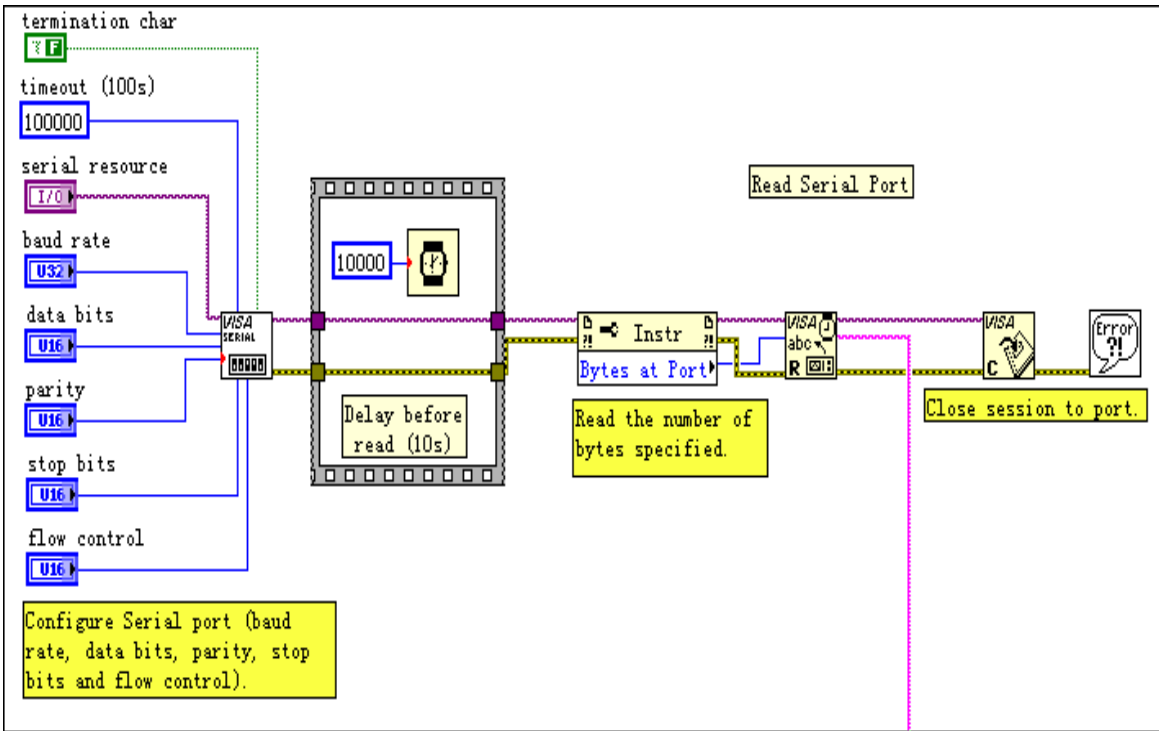 termination char
F
timeout (100s)
100000
serial resource
I/O
baud rate
U32
data bits
U16
parity
U16
stop bits
U16
flow control
U16
Configure Serial port (baud
rate, data bits, parity, stop
bits and flow control).
VISA
SERIAL
10000
Delay before
read (10s)
Read Serial Port
?! Instr ?!
Bytes at Port
Read the number of
bytes specified.
VISA
abc
R
VISA
C
Close session to port.
Error
?!